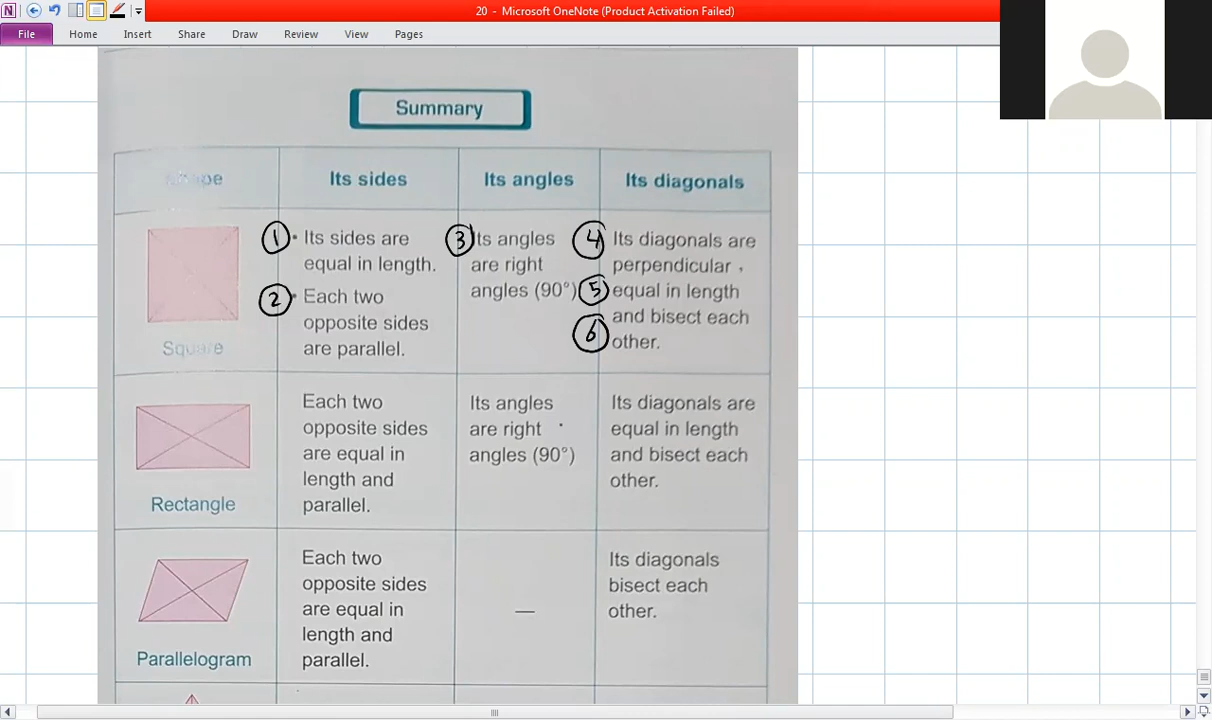 20 - Microsoft OneNote (Product Activation Failed)
File Home Insert Share Draw Review View Pages
Summary
Shape Its sides Its angles Its diagonals
① • Its sides are
equal in length.
② • Each two
opposite sides
are parallel.
③ Its angles
are right
angles (90°)
④ Its diagonals are
perpendicular ,
⑤ equal in length
and bisect each
⑥ other.
Square
Each two
opposite sides
are equal in
length and
parallel.
Its angles
are right
angles (90°)
Its diagonals are
equal in length
and bisect each
other.
Rectangle
Each two
opposite sides
are equal in
length and
parallel.
—
Its diagonals
bisect each
other.
Parallelogram